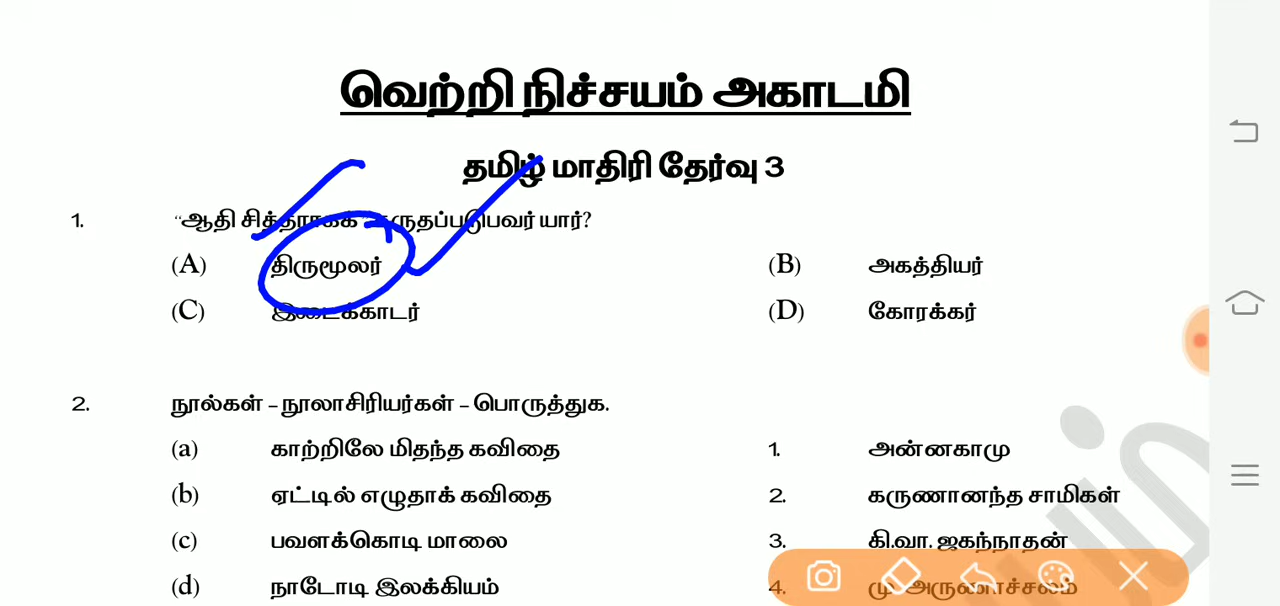 வெற்றி நிச்சயம் அகாடமி
தமிழ் மாதிரி தேர்வு 3
1. “ஆதி சித்தராகக்” கருதப்படுபவர் யார்?
(A) திருமூலர் (B) அகத்தியர்
(C) இடைக்காடர் (D) கோரக்கர்
2. நூல்கள் – நூலாசிரியர்கள் – பொருத்துக.
(a) காற்றிலே மிதந்த கவிதை 1. அன்னகாமு
(b) ஏட்டில் எழுதாக் கவிதை 2. கருணானந்த சாமிகள்
(c) பவளக்கொடி மாலை 3. கி.வா. ஜகந்நாதன்
(d) நாடோடி இலக்கியம் 4. மு. அருணாச்சலம்